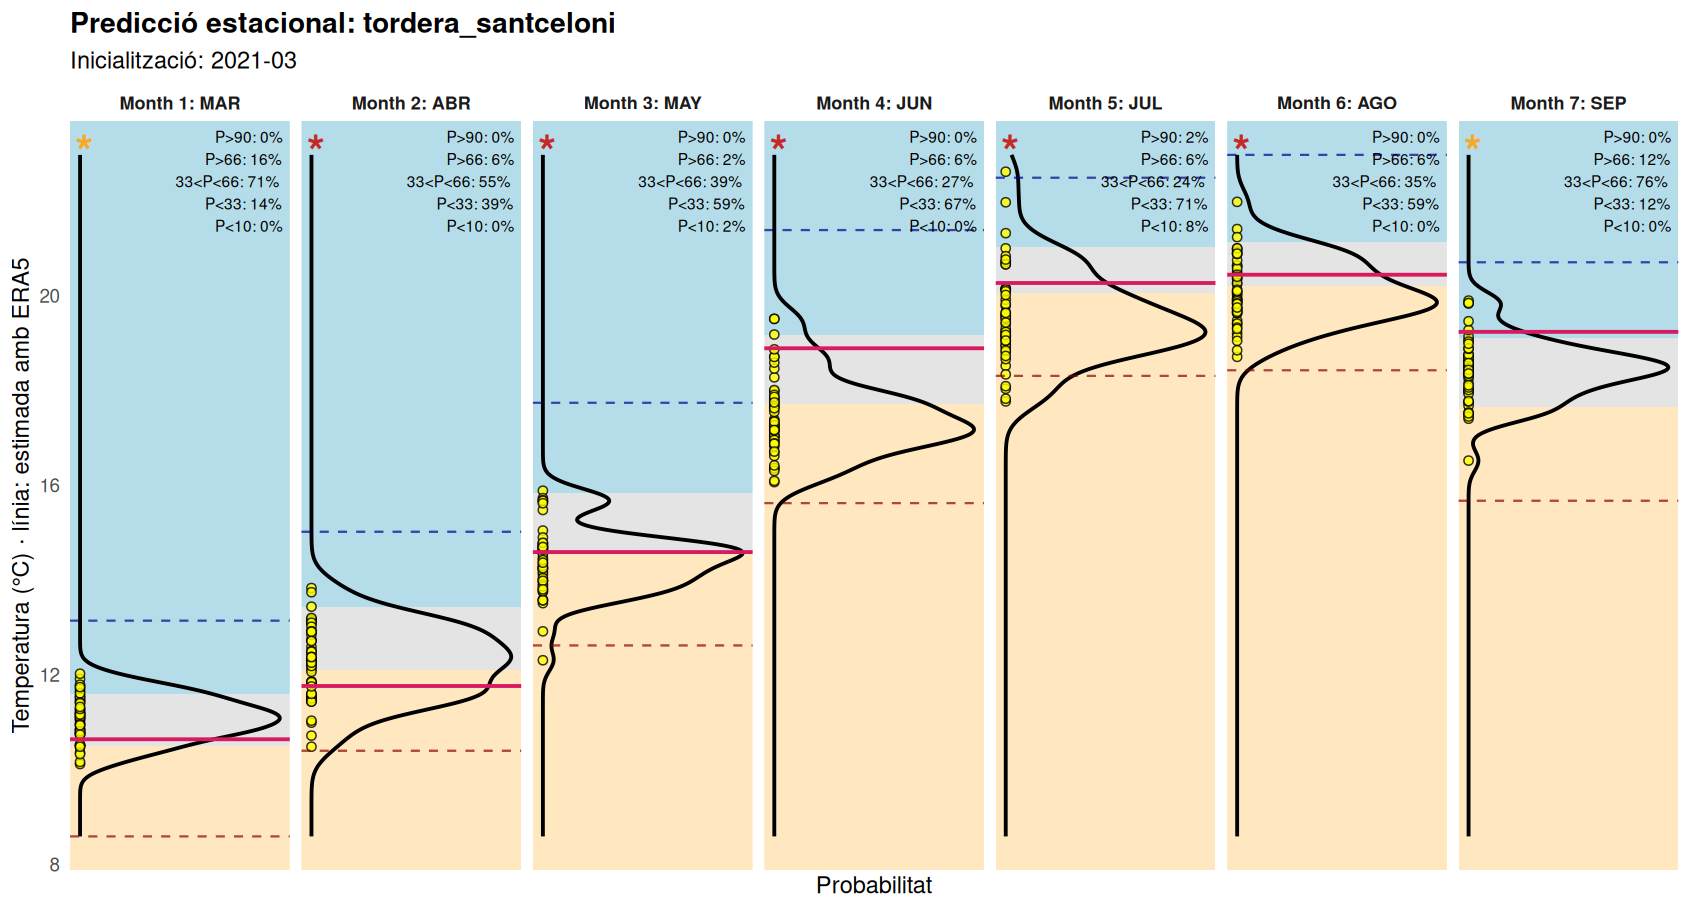 Predicció estacional: tordera_santceloni
Inicialització: 2021-03
Month 1: MAR
Month 2: ABR
Month 3: MAY
Month 4: JUN
Month 5: JUL
Month 6: AGO
Month 7: SEP
P>90: 0%
P>66: 16%
33<P<66: 71%
P<33: 14%
P<10: 0%
P>90: 0%
P>66: 6%
33<P<66: 55%
P<33: 39%
P<10: 0%
P>90: 0%
P>66: 2%
33<P<66: 39%
P<33: 59%
P<10: 2%
P>90: 0%
P>66: 6%
33<P<66: 27%
P<33: 67%
P<10: 0%
P>90: 2%
P>66: 6%
33<P<66: 24%
P<33: 71%
P<10: 8%
P>90: 0%
P>66: 6%
33<P<66: 35%
P<33: 59%
P<10: 0%
P>90: 0%
P>66: 12%
33<P<66: 76%
P<33: 12%
P<10: 0%
Temperatura (°C) · línia: estimada amb ERA5
20
16
12
8
Probabilitat